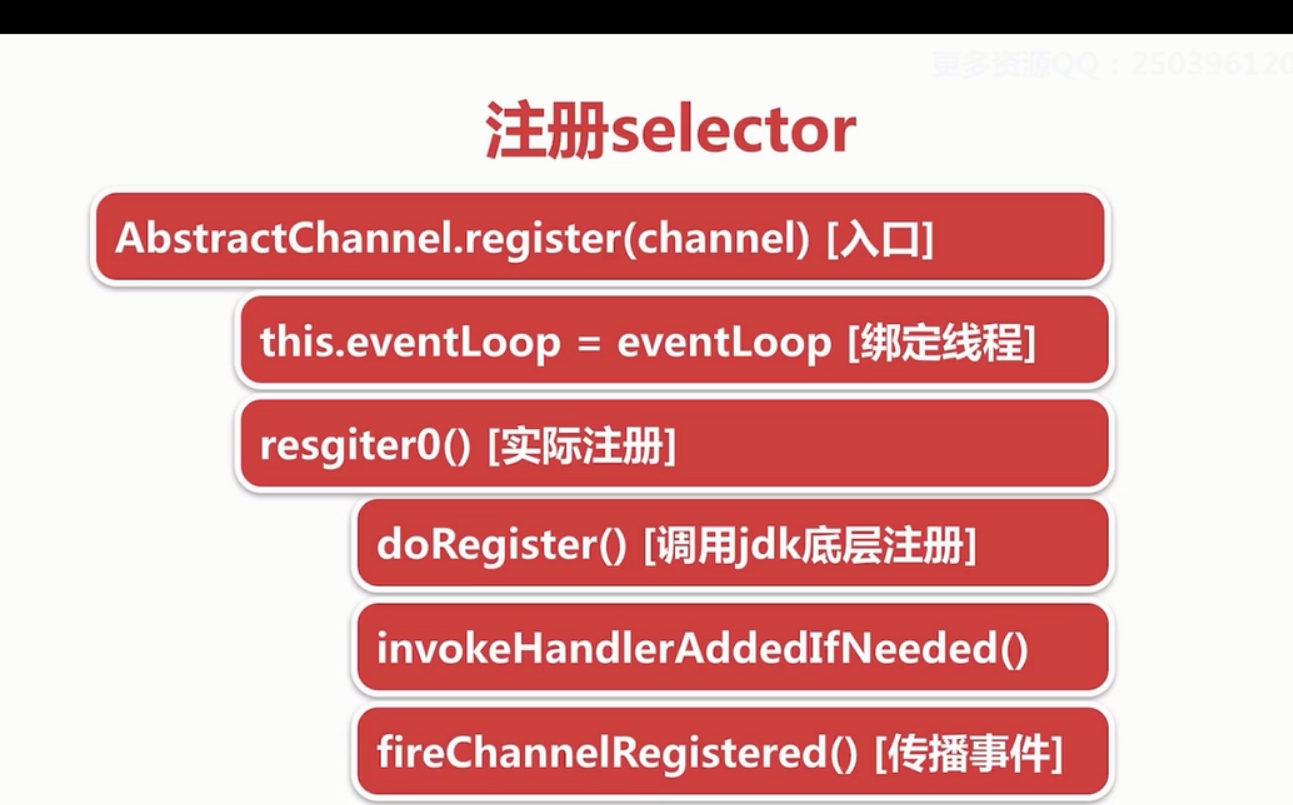 更多资源QQ：250396120
注册selector
AbstractChannel.register(channel) [入口]
this.eventLoop = eventLoop [绑定线程]
resgiter0() [实际注册]
doRegister() [调用jdk底层注册]
invokeHandlerAddedIfNeeded()
fireChannelRegistered() [传播事件]